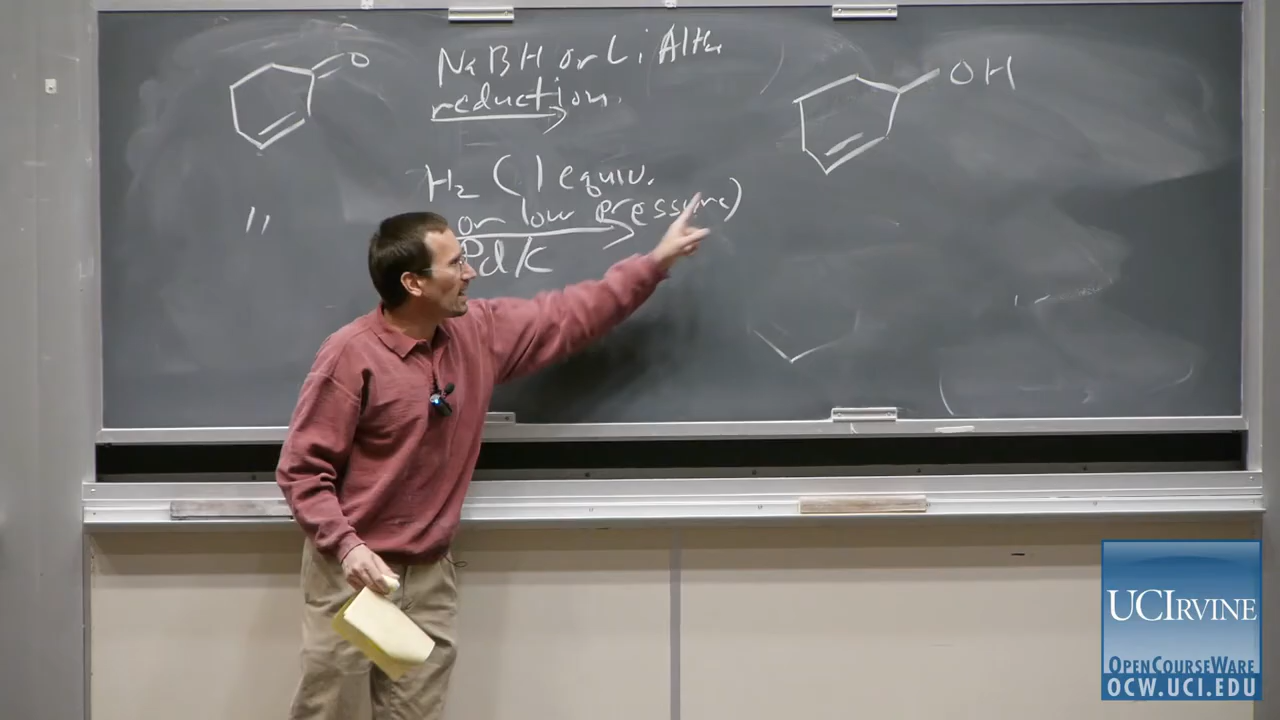 O
NaBH or LiAlH4
reduction.
OH
H2 (1 equiv.
or low pressure)
Pd/C
"
UCIRVINE
OPENCOURSEWARE
OCW.UCI.EDU